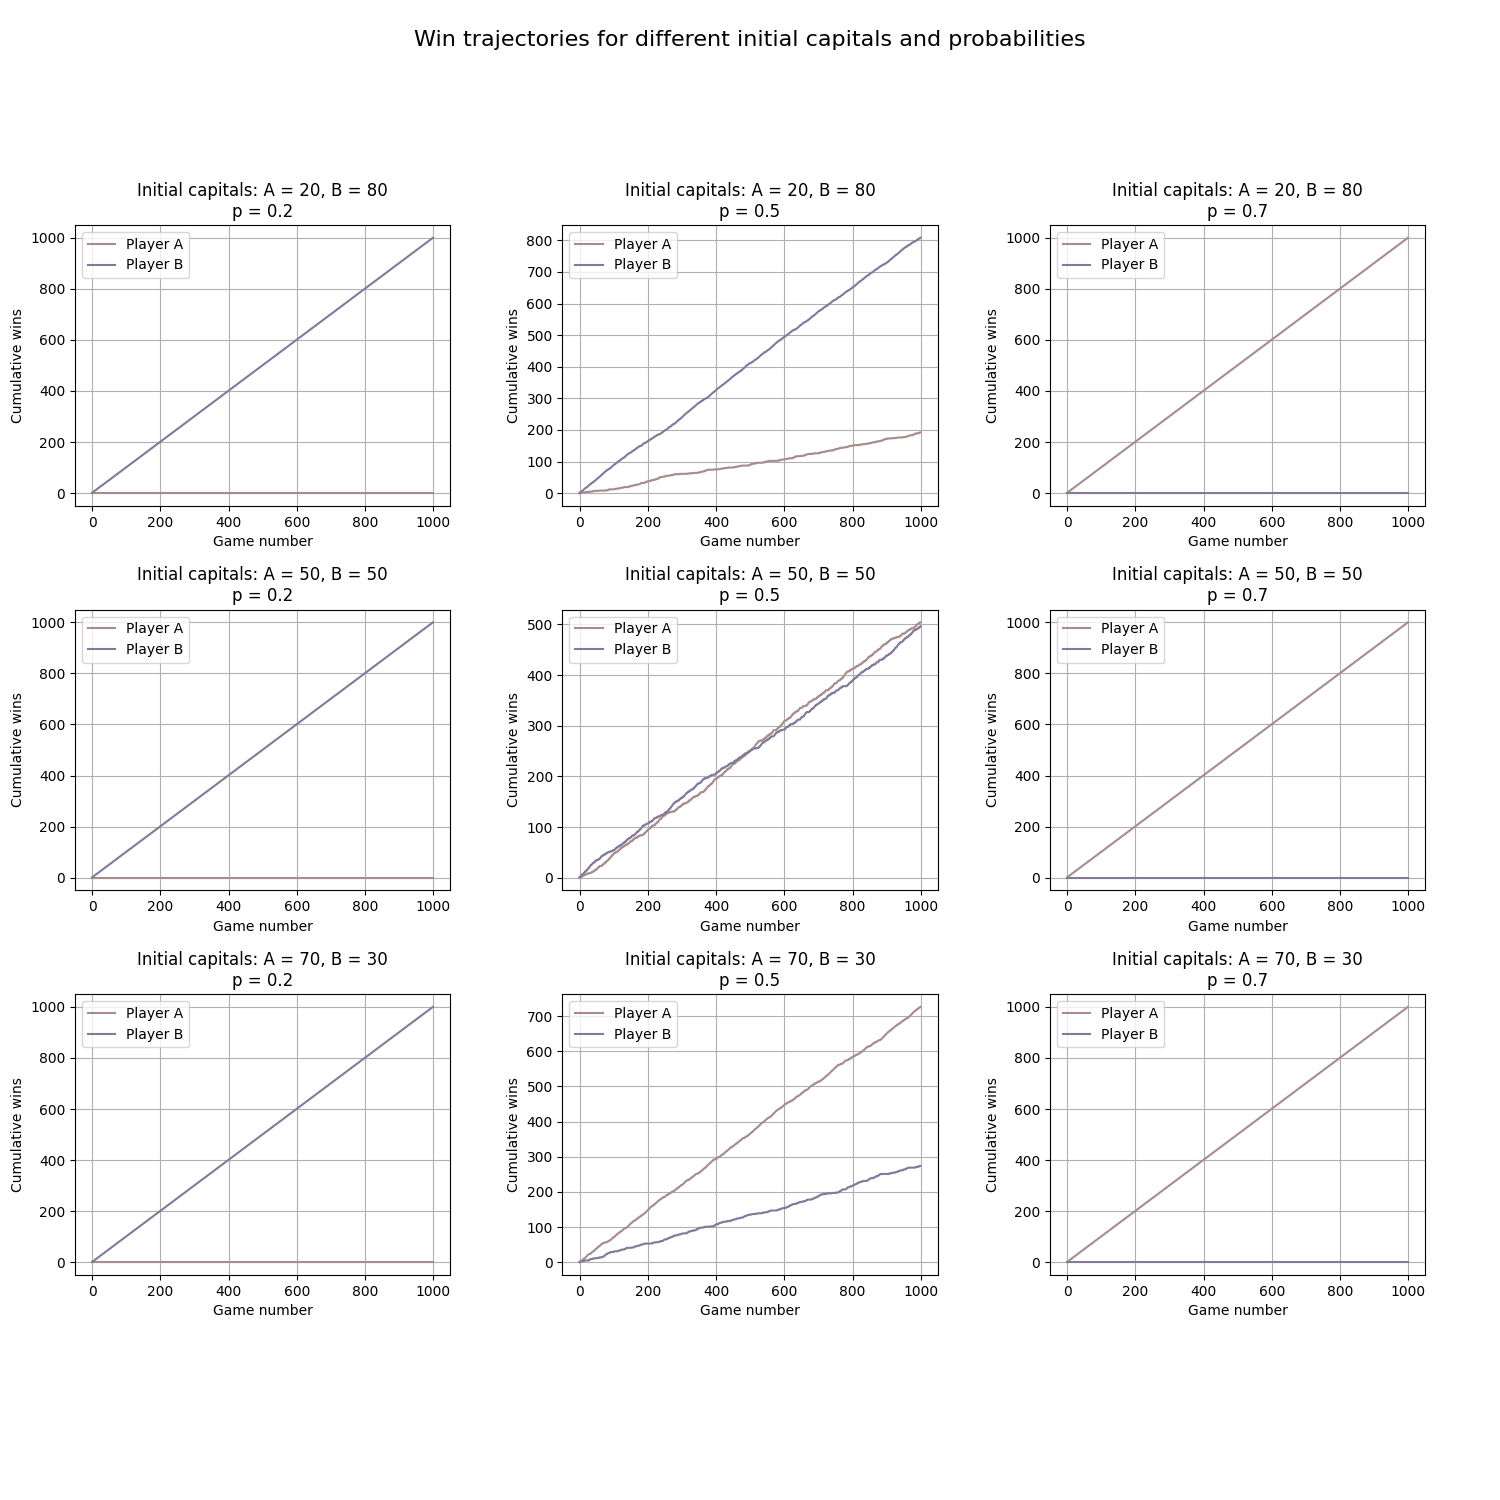 Win trajectories for different initial capitals and probabilities
Initial capitals: A = 20, B = 80
p = 0.2
Player A
Player B
Cumulative wins
1000
800
600
400
200
0
0 200 400 600 800 1000
Game number
Initial capitals: A = 20, B = 80
p = 0.5
Player A
Player B
Cumulative wins
800
700
600
500
400
300
200
100
0
0 200 400 600 800 1000
Game number
Initial capitals: A = 20, B = 80
p = 0.7
Player A
Player B
Cumulative wins
1000
800
600
400
200
0
0 200 400 600 800 1000
Game number
Initial capitals: A = 50, B = 50
p = 0.2
Player A
Player B
Cumulative wins
1000
800
600
400
200
0
0 200 400 600 800 1000
Game number
Initial capitals: A = 50, B = 50
p = 0.5
Player A
Player B
Cumulative wins
500
400
300
200
100
0
0 200 400 600 800 1000
Game number
Initial capitals: A = 50, B = 50
p = 0.7
Player A
Player B
Cumulative wins
1000
800
600
400
200
0
0 200 400 600 800 1000
Game number
Initial capitals: A = 70, B = 30
p = 0.2
Player A
Player B
Cumulative wins
1000
800
600
400
200
0
0 200 400 600 800 1000
Game number
Initial capitals: A = 70, B = 30
p = 0.5
Player A
Player B
Cumulative wins
700
600
500
400
300
200
100
0
0 200 400 600 800 1000
Game number
Initial capitals: A = 70, B = 30
p = 0.7
Player A
Player B
Cumulative wins
1000
800
600
400
200
0
0 200 400 600 800 1000
Game number